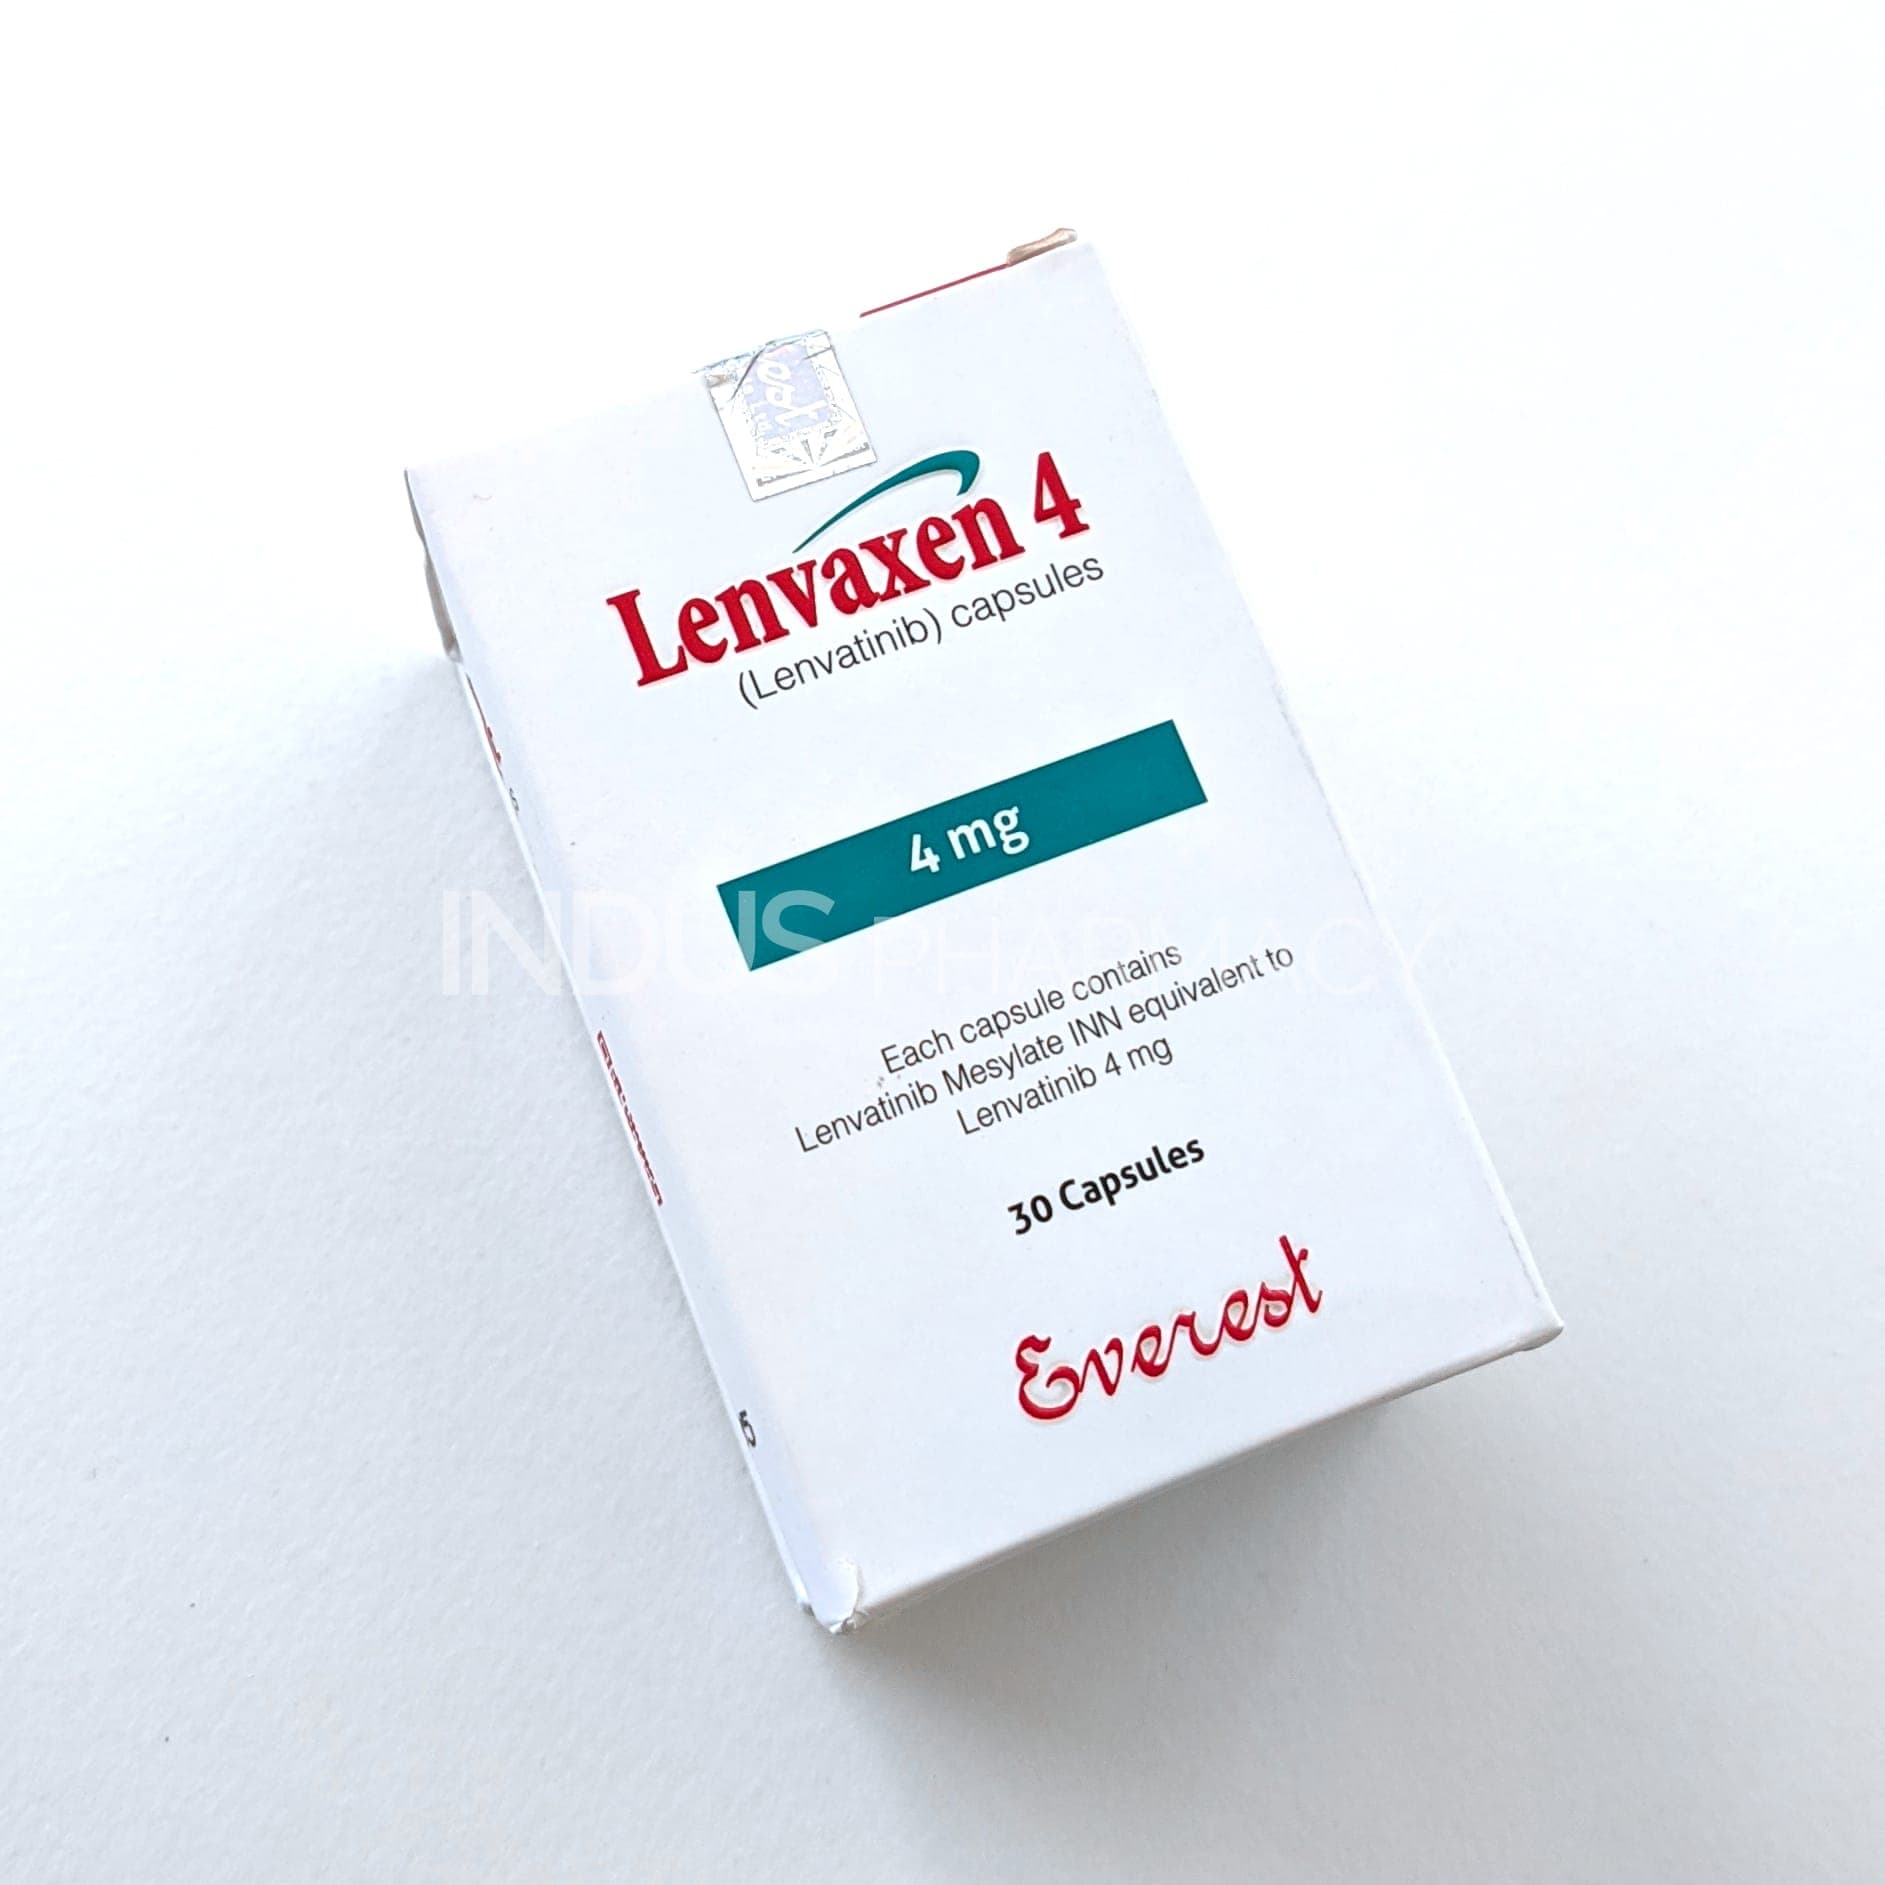 Lenvaxen 4
(Lenvatinib) capsules
4 mg
INDUS PHARMACY
Each capsule contains
Lenvatinib Mesylate INN equivalent to
Lenvatinib 4 mg
30 Capsules
Everest